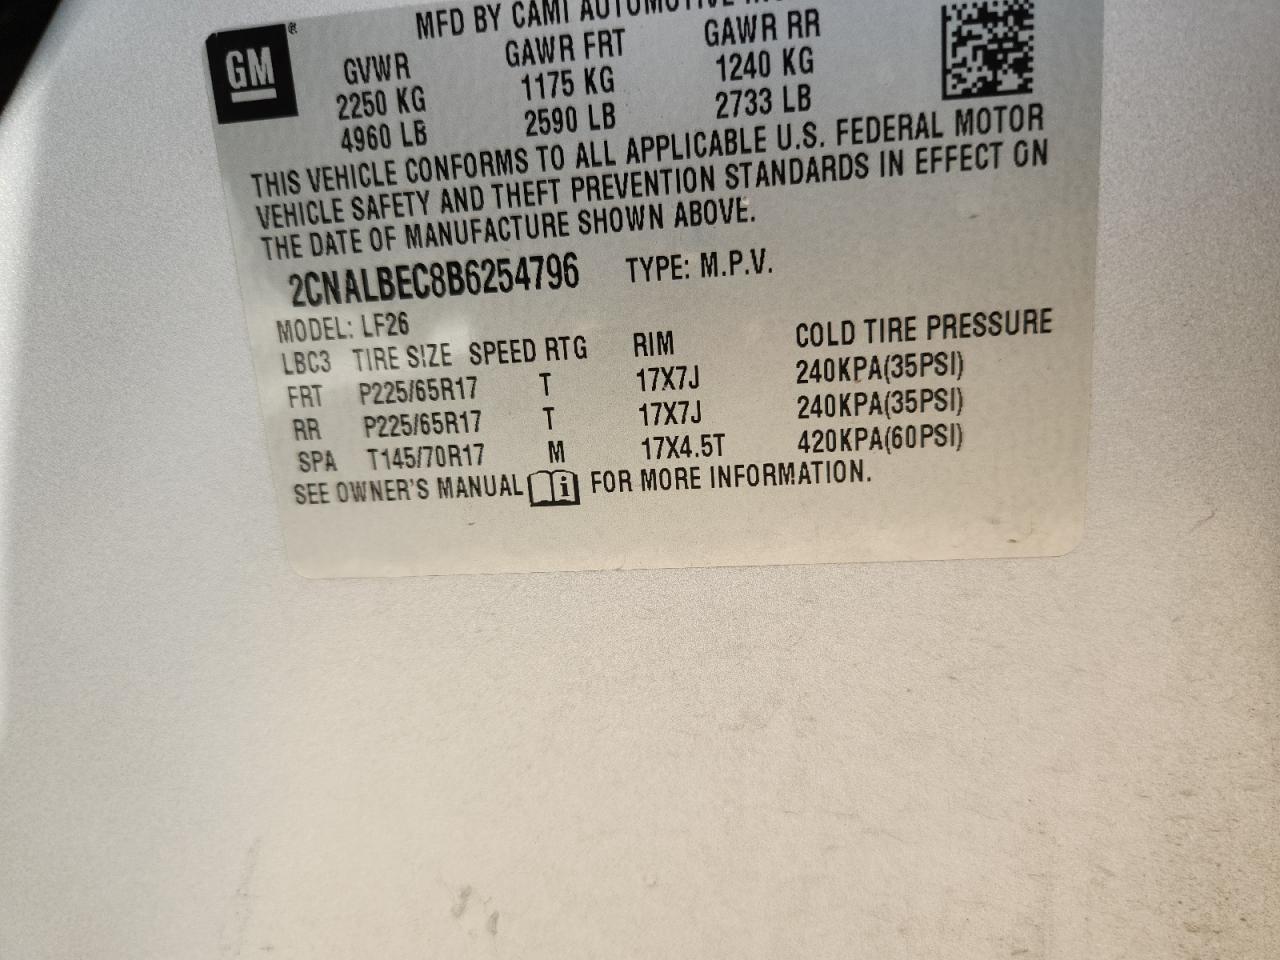 MFD BY CAMI AUTOMOTIVE
GM®
GVWR GAWR FRT GAWR RR
2250 KG 1175 KG 1240 KG
4960 LB 2590 LB 2733 LB
THIS VEHICLE CONFORMS TO ALL APPLICABLE U.S. FEDERAL MOTOR
VEHICLE SAFETY AND THEFT PREVENTION STANDARDS IN EFFECT ON
THE DATE OF MANUFACTURE SHOWN ABOVE.
2CNALBEC8B6254796 TYPE: M.P.V.
MODEL: LF26
LBC3 TIRE SIZE SPEED RTG RIM COLD TIRE PRESSURE
FRT P225/65R17 T 17X7J 240KPA(35PSI)
RR P225/65R17 T 17X7J 240KPA(35PSI)
SPA T145/70R17 M 17X4.5T 420KPA(60PSI)
SEE OWNER'S MANUAL i FOR MORE INFORMATION.